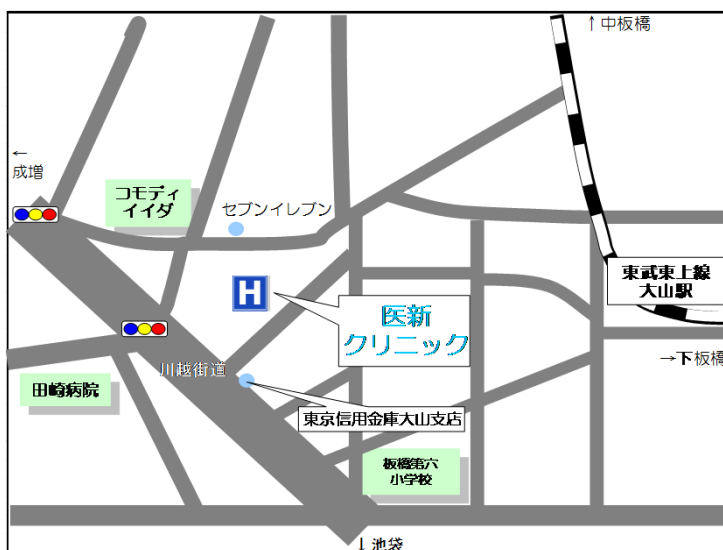 ↑中板橋
←
成増
コモディ
イイダ
セブンイレブン
東武東上線
大山駅
H
医新
クリニック
→下板橋
川越街道
田崎病院
東京信用金庫大山支店
板橋第六
小学校
↓池袋